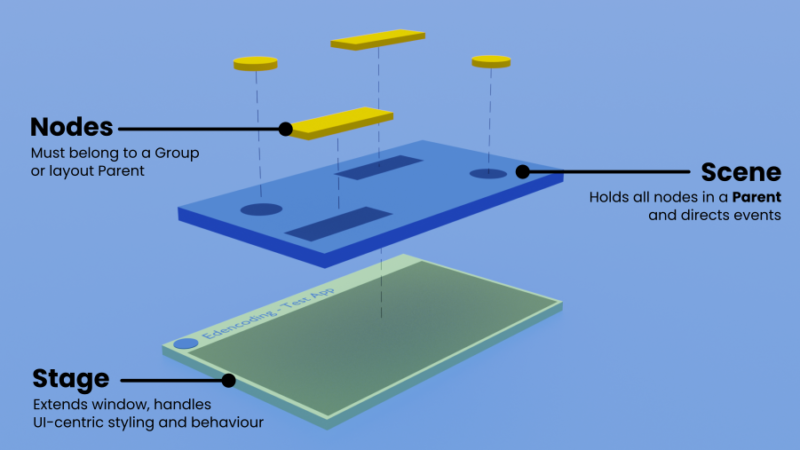 Nodes
Must belong to a Group
or layout Parent
Scene
Holds all nodes in a Parent
and directs events
Edencoding - Test App
Stage
Extends window, handles
UI-centric styling and behaviour